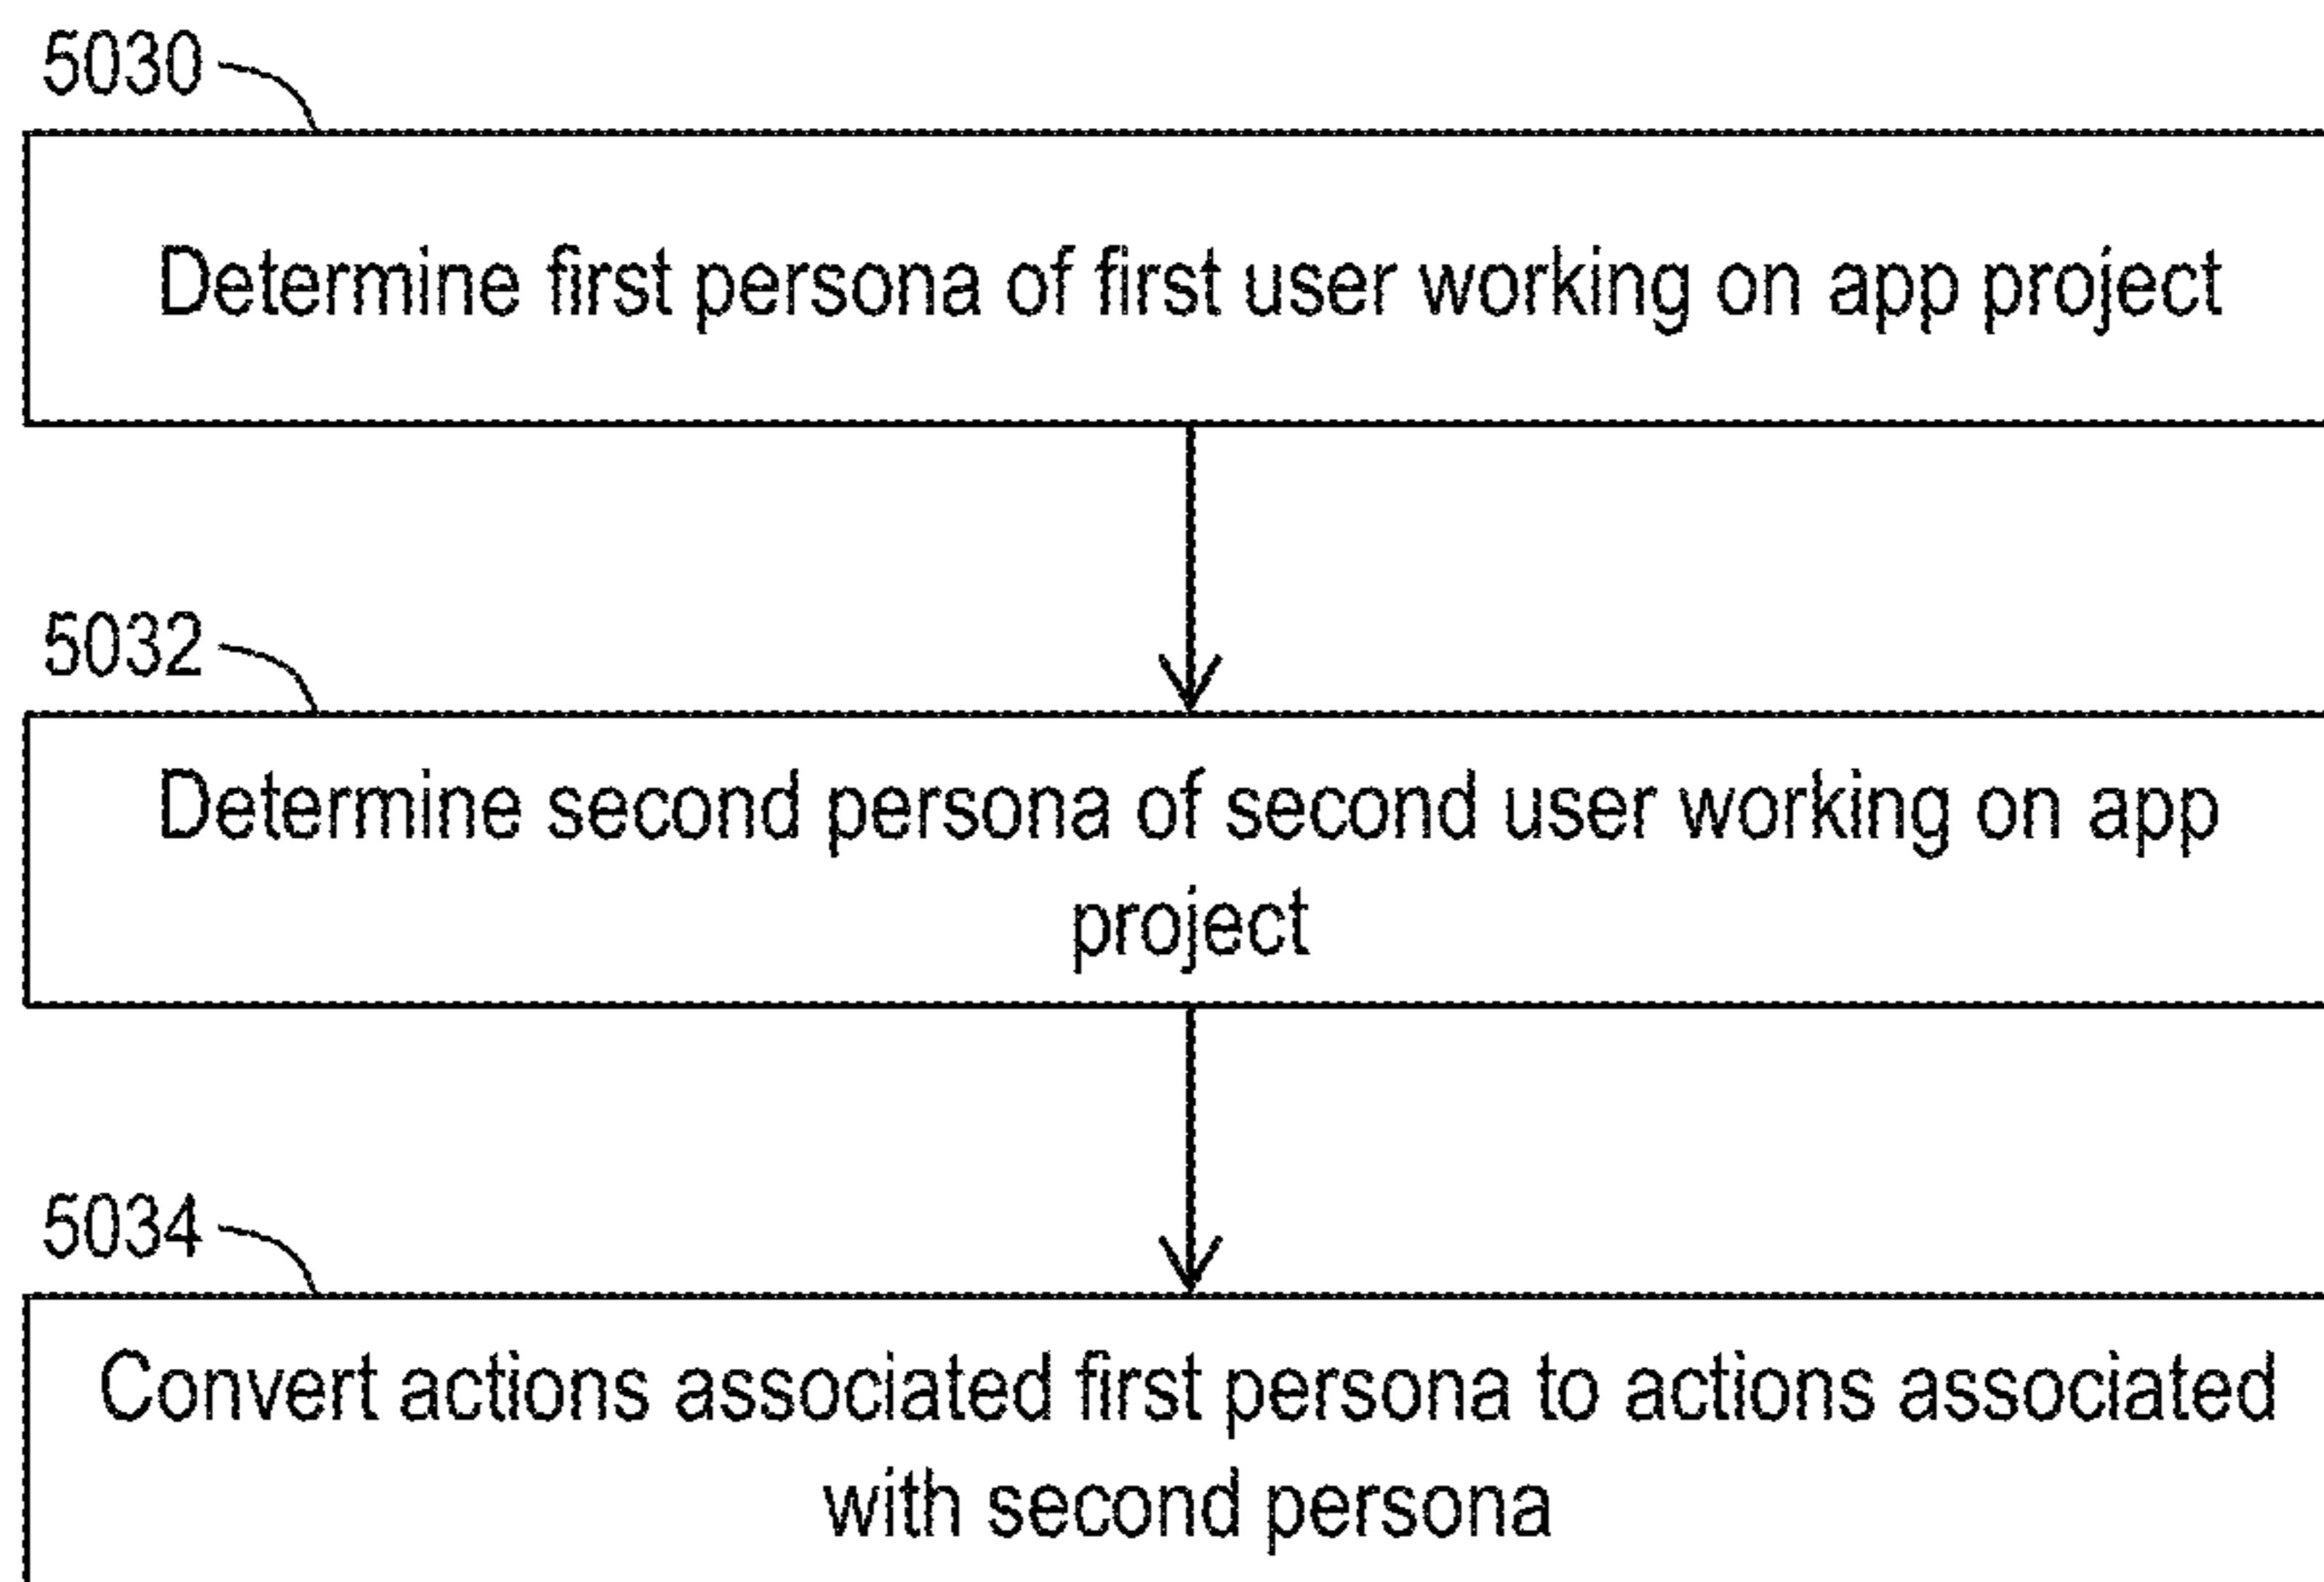 5030
Determine first persona of first user working on app project
5032
Determine second persona of second user working on app
project
5034
Convert actions associated first persona to actions associated
with second persona